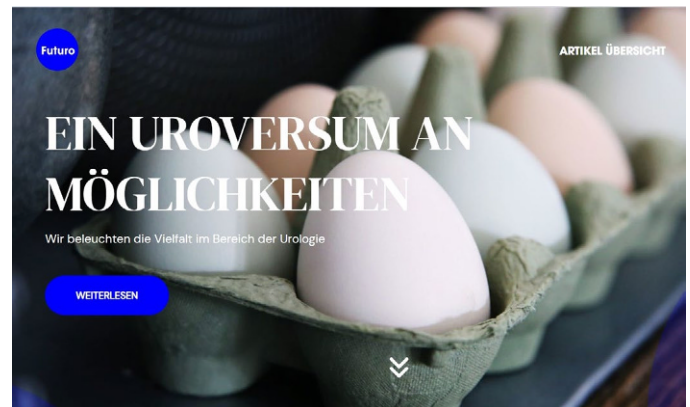 Futuro
ARTIKEL ÜBERSICHT
EIN UROVERSUM AN
MÖGLICHKEITEN
Wir beleuchten die Vielfalt im Bereich der Urologie
WEITERLESEN